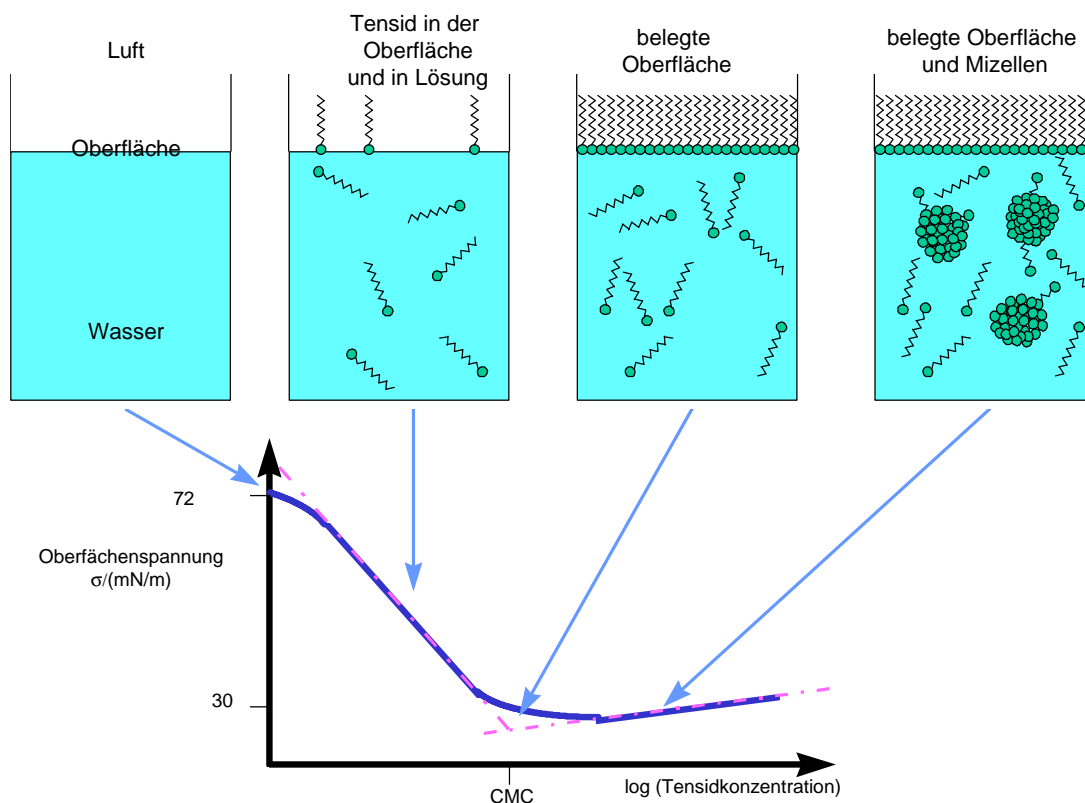 Luft
Tensid in der
Oberfläche
und in Lösung
belegte
Oberfläche
belegte Oberfläche
und Mizellen
Oberfläche
Wasser
72
Oberfächenspannung
σ/(mN/m)
30
CMC
log (Tensidkonzentration)